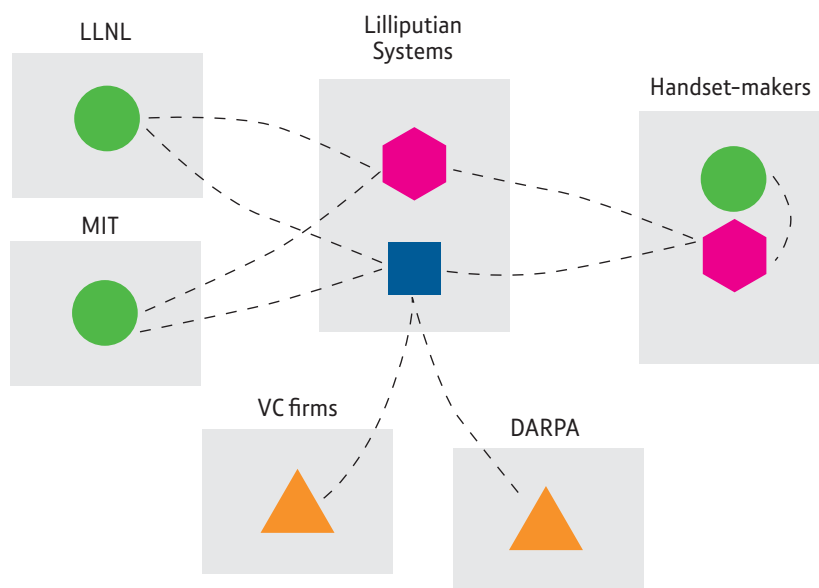 LLNL
Lilliputian
Systems
Handset-makers
MIT
VC firms
DARPA